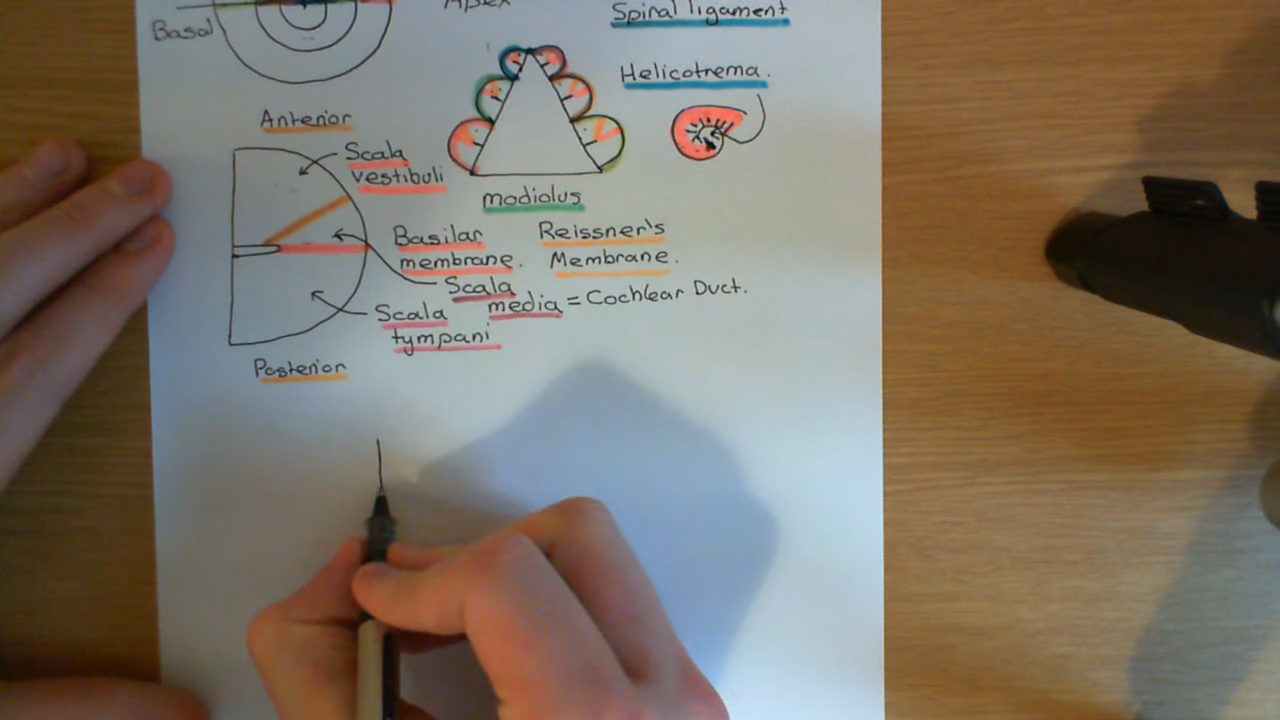 Apex
Spiral ligament
Basal
Helicotrema.
Anterior
Scala
vestibuli
modiolus
Basilar
membrane.
Reissner's
Membrane.
Scala
media = Cochlear Duct.
Scala
tympani
Posterior